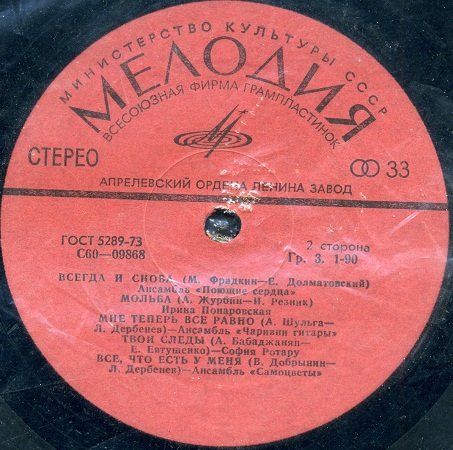 МИНИСТЕРСТВО КУЛЬТУРЫ СССР
МЕЛОДИЯ
ВСЕСОЮЗНАЯ ФИРМА ГРАМПЛАСТИНОК
СТЕРЕО
33
АПРЕЛЕВСКИЙ ОРДЕНА ЛЕНИНА ЗАВОД
ГОСТ 5289-73
2 сторона
С60—09868
Гр. 3. 1-90
ВСЕГДА И СНОВА (М. Фрадкин—Е. Долматовский)
Ансамбль «Поющие сердца»
МОЛЬБА (А. Журбин—И. Резник)
Ирина Понаровская
МНЕ ТЕПЕРЬ ВСЕ РАВНО (А. Шульга—
Л. Дербенев)—Ансамбль «Чаривни гитары»
ТВОИ СЛЕДЫ (А. Бабаджанян—
Е. Евтушенко)—София Ротару
ВСЕ, ЧТО ЕСТЬ У МЕНЯ (В. Добрынин—
Л. Дербенев)—Ансамбль «Самоцветы»